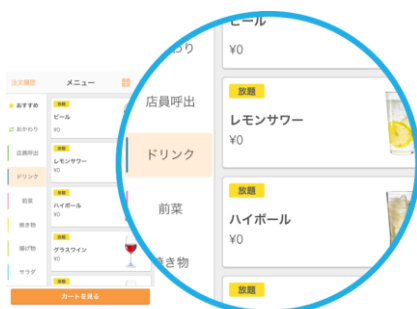 注文履歴
メニュー
おすすめ
おかわり
店員呼出
ドリンク
前菜
焼き物
揚げ物
サラダ
放題
ビール
¥0
放題
レモンサワー
¥0
放題
ハイボール
¥0
放題
グラスワイン
¥0
放題
カートを見る
ビール
¥0
店員呼出
ドリンク
前菜
焼き物
放題
レモンサワー
¥0
放題
ハイボール
¥0
放題